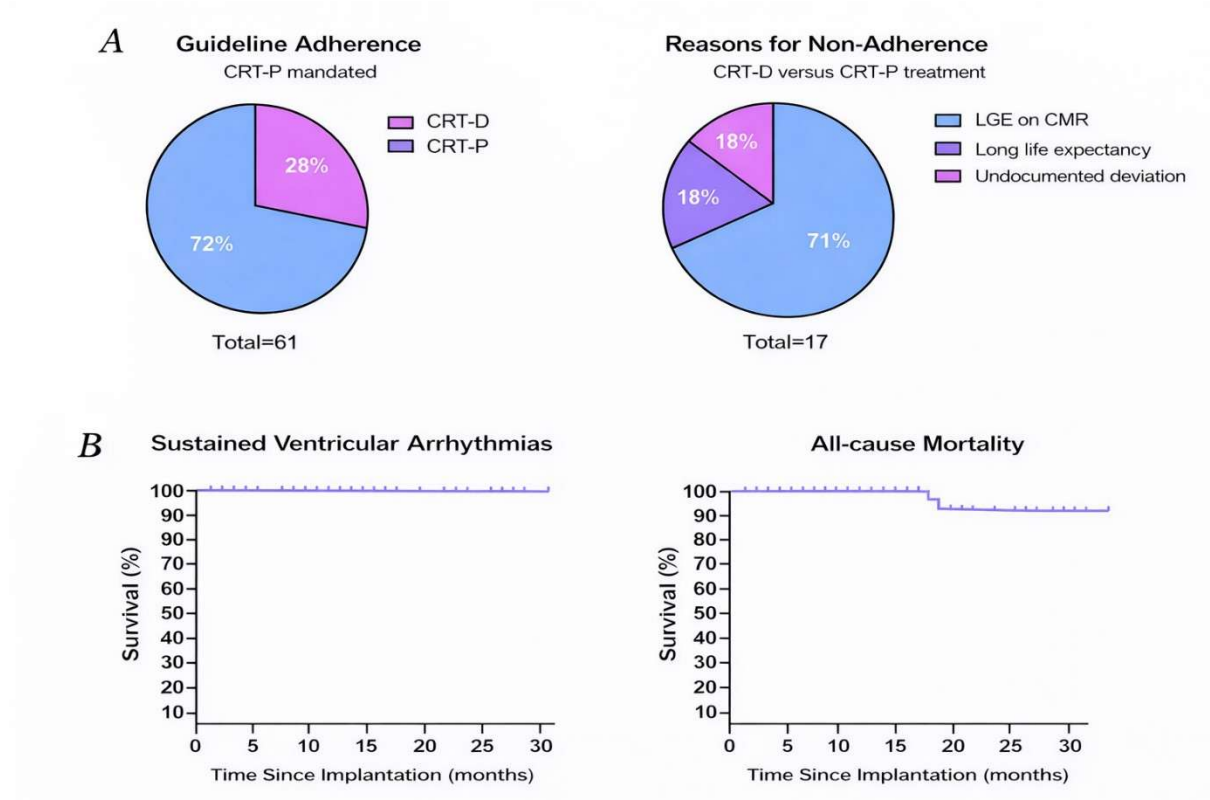 A
Guideline Adherence
CRT-P mandated
28%
72%
CRT-D
CRT-P
Total=61
Reasons for Non-Adherence
CRT-D versus CRT-P treatment
18%
18%
71%
LGE on CMR
Long life expectancy
Undocumented deviation
Total=17
B
Sustained Ventricular Arrhythmias
Survival (%)
100
90
80
70
60
50
40
30
20
10
0 5 10 15 20 25 30
Time Since Implantation (months)
All-cause Mortality
Survival (%)
100
90
80
70
60
50
40
30
20
10
0 5 10 15 20 25 30
Time Since Implantation (months)